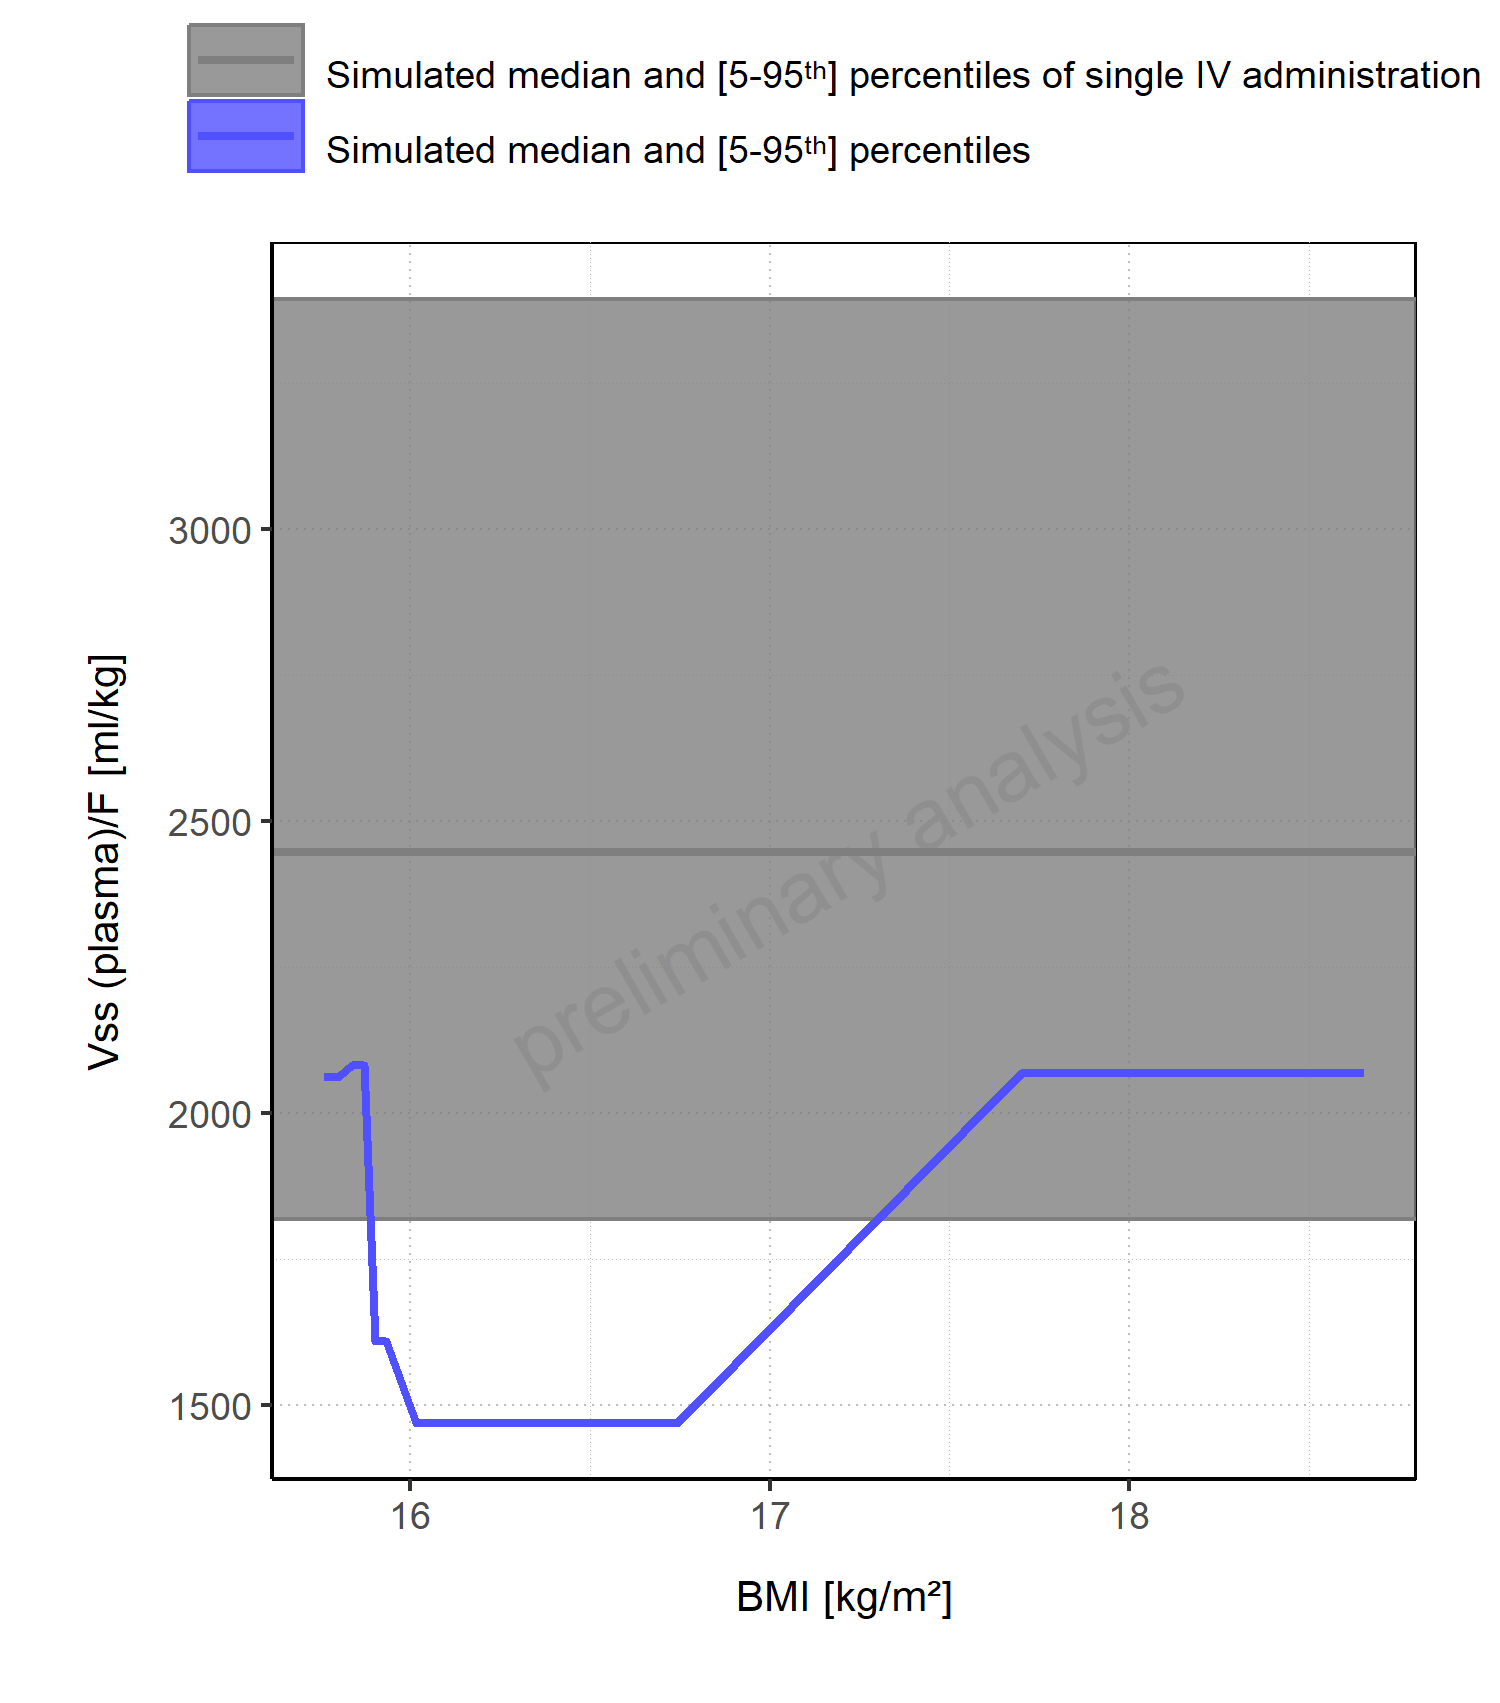 Simulated median and [5-95ᵗʰ] percentiles of single IV administration
Simulated median and [5-95ᵗʰ] percentiles
Vss (plasma)/F [ml/kg]
3000
2500
2000
1500
preliminary analysis
16 17 18
BMI [kg/m²]